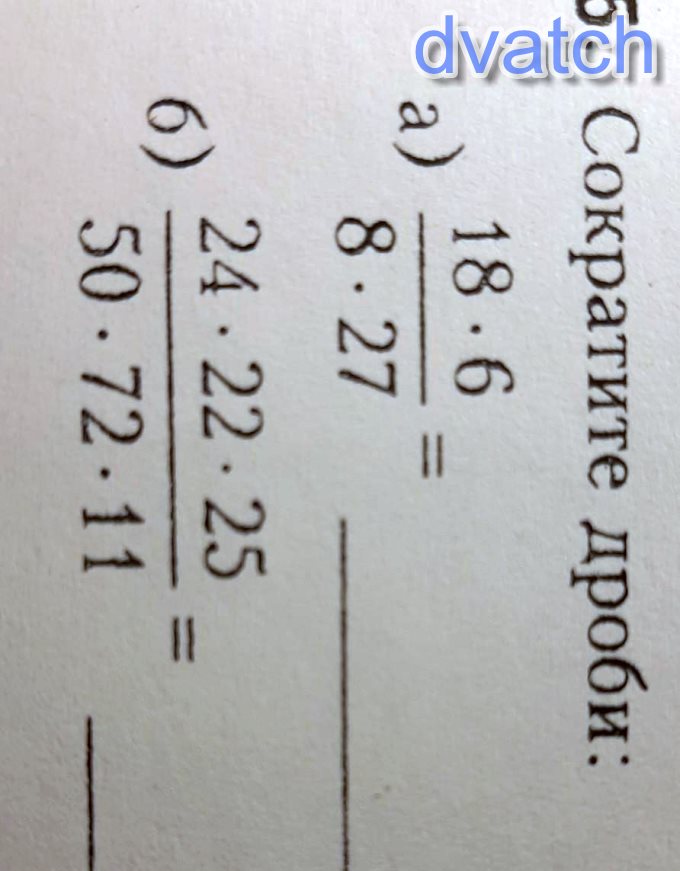 dvatch
5. Сократите дроби:
а) 18 · 6
8 · 27 =
б) 24 · 22 · 25
50 · 72 · 11 =